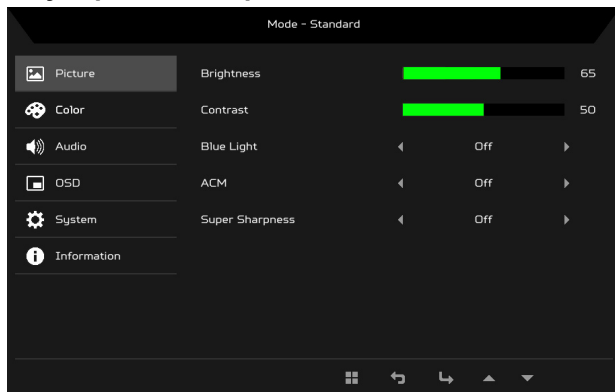 Mode - Standard
Picture
Brightness 65
Color
Contrast 50
Audio
Blue Light Off
OSD
ACM Off
System
Super Sharpness Off
Information